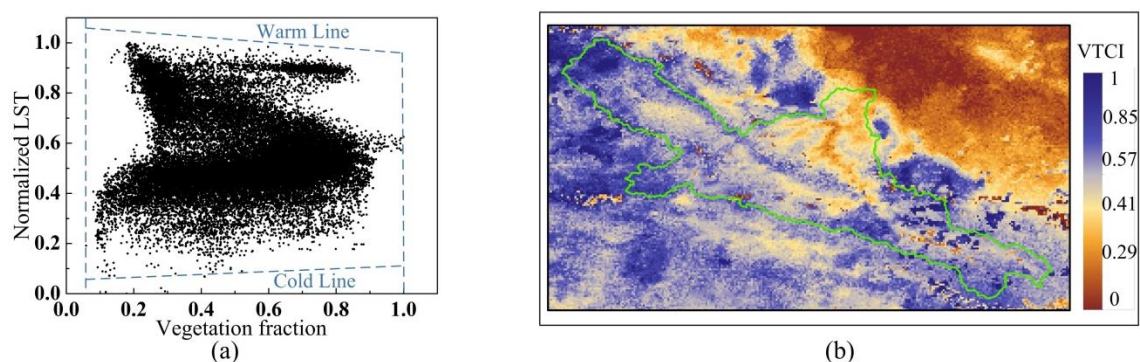 Warm Line
1.0
0.8
0.6
0.4
0.2
0.0
Normalized LST
Cold Line
0.0 0.2 0.4 0.6 0.8 1.0
Vegetation fraction
(a)
VTCI
1
0.85
0.57
0.41
0.29
0
(b)